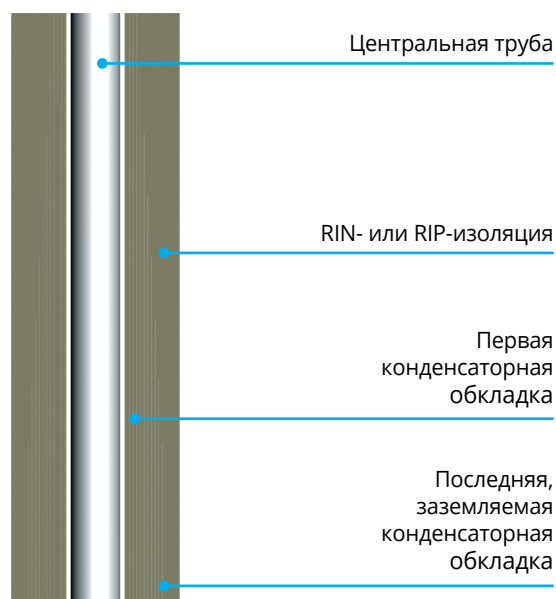 Центральная труба
RIN- или RIP-изоляция
Первая
конденсаторная
обкладка
Последняя,
заземляемая
конденсаторная
обкладка